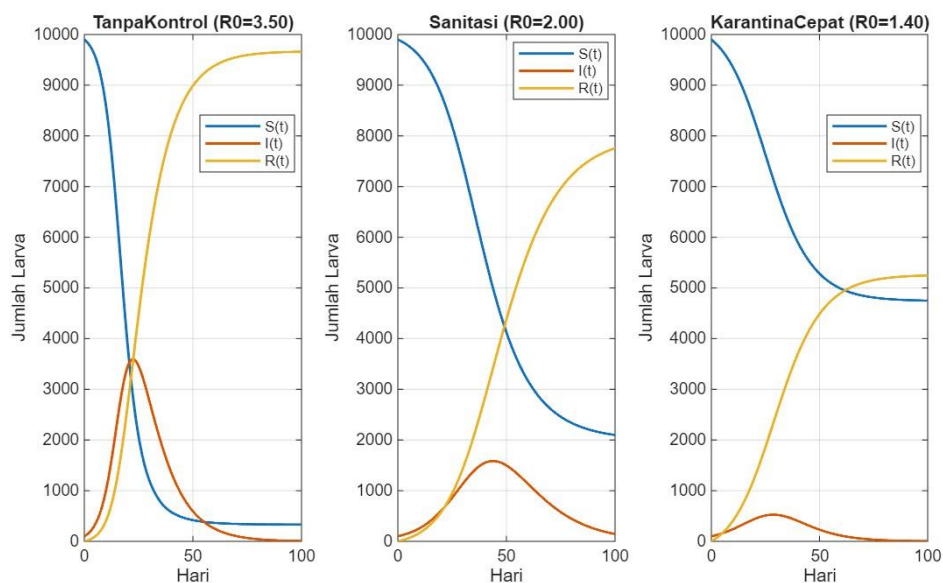 TanpaKontrol (R0=3.50)
10000
9000
8000
7000
6000
5000
4000
3000
2000
1000
0
Jumlah Larva
S(t)
I(t)
R(t)
0 50 100
Hari
Sanitasi (R0=2.00)
10000
9000
8000
7000
6000
5000
4000
3000
2000
1000
0
Jumlah Larva
S(t)
I(t)
R(t)
0 50 100
Hari
KarantinaCepat (R0=1.40)
10000
9000
8000
7000
6000
5000
4000
3000
2000
1000
0
Jumlah Larva
S(t)
I(t)
R(t)
0 50 100
Hari